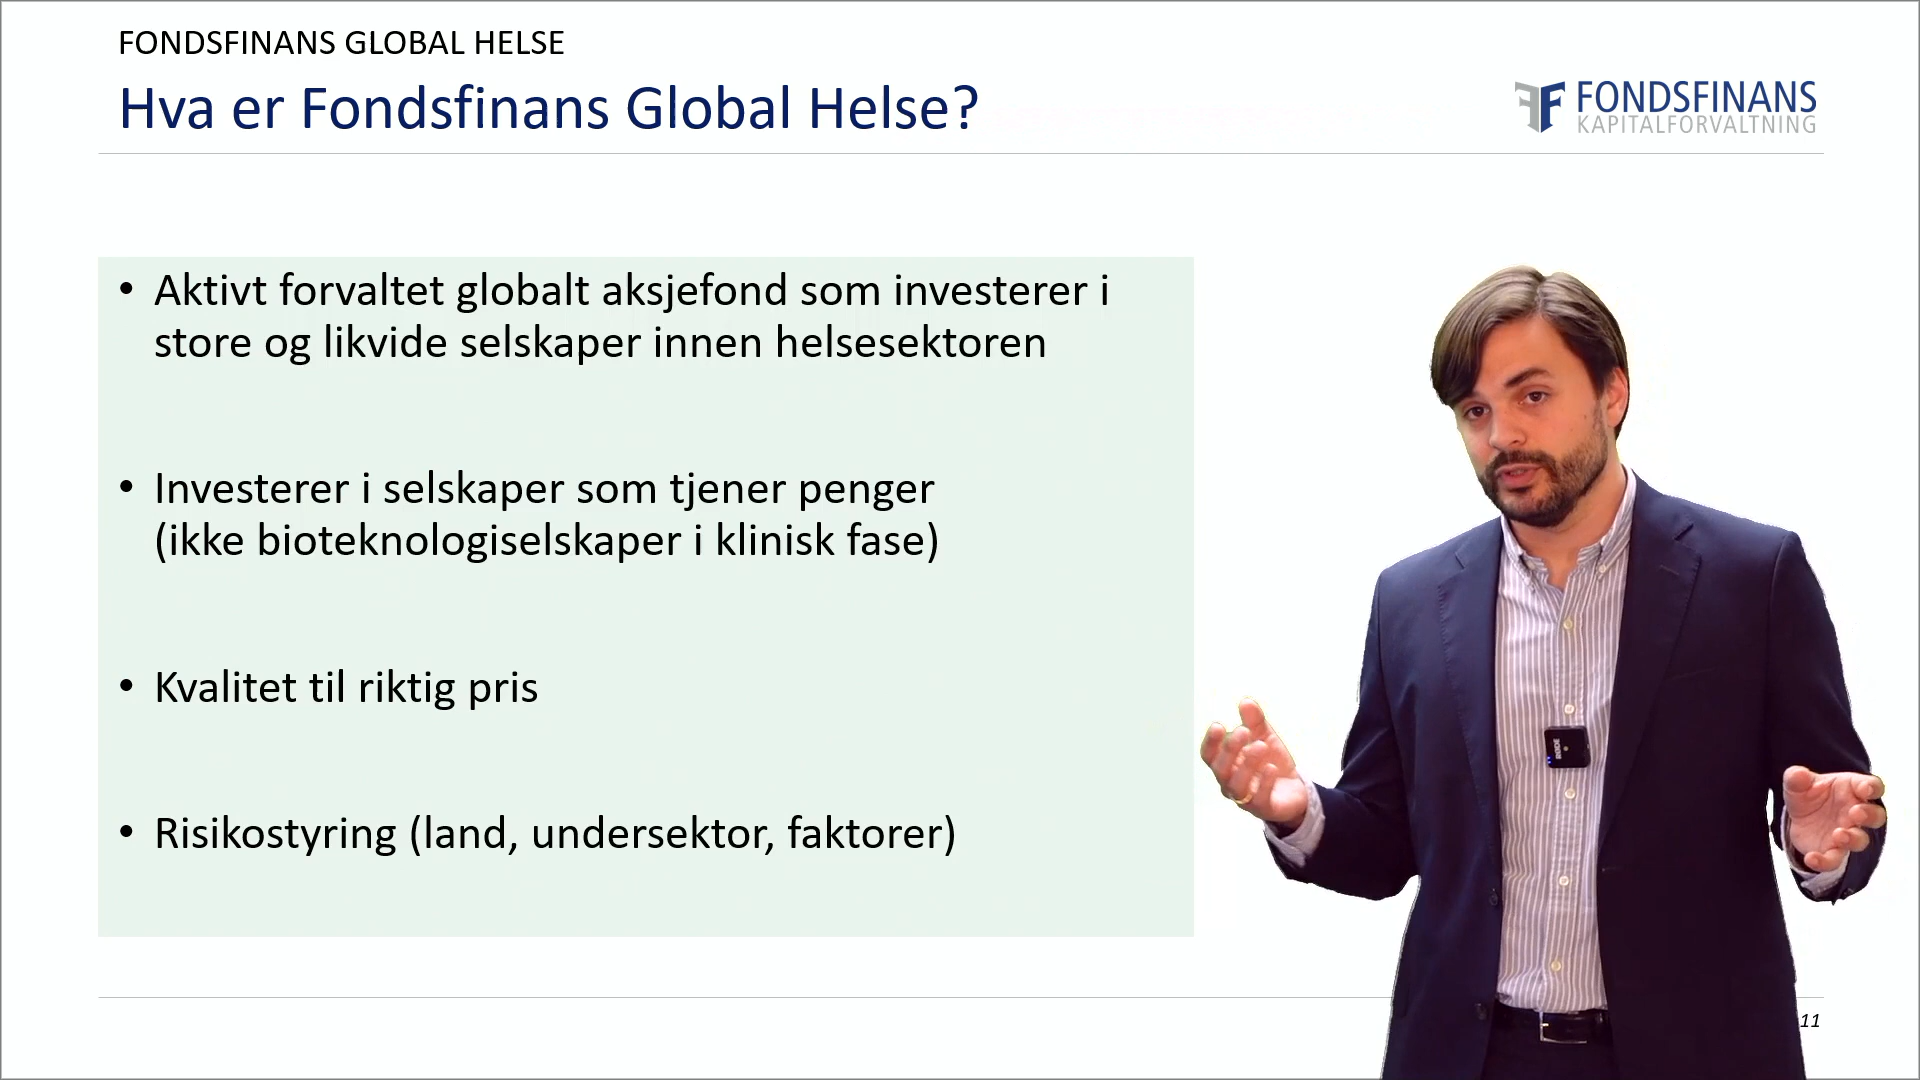 FONDSFINANS GLOBAL HELSE
Hva er Fondsfinans Global Helse?
FONDSFINANS
KAPITALFORVALTNING
• Aktivt forvaltet globalt aksjefond som investerer i
store og likvide selskaper innen helsesektoren
• Investerer i selskaper som tjener penger
(ikke bioteknologiselskaper i klinisk fase)
• Kvalitet til riktig pris
• Risikostyring (land, undersektor, faktorer)
RØDE
11